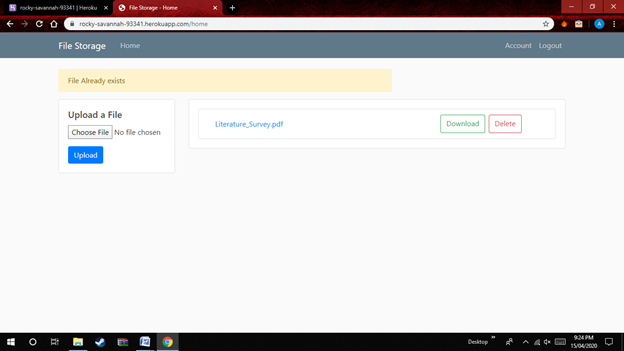 rocky-savannah-93341 | Heroku
File Storage - Home
rocky-savannah-93341.herokuapp.com/home
A
File Storage
Home
Account
Logout
File Already exists
Upload a File
Choose File No file chosen
Upload
Literature_Survey.pdf
Download
Delete
Desktop
9:24 PM
15/04/2020